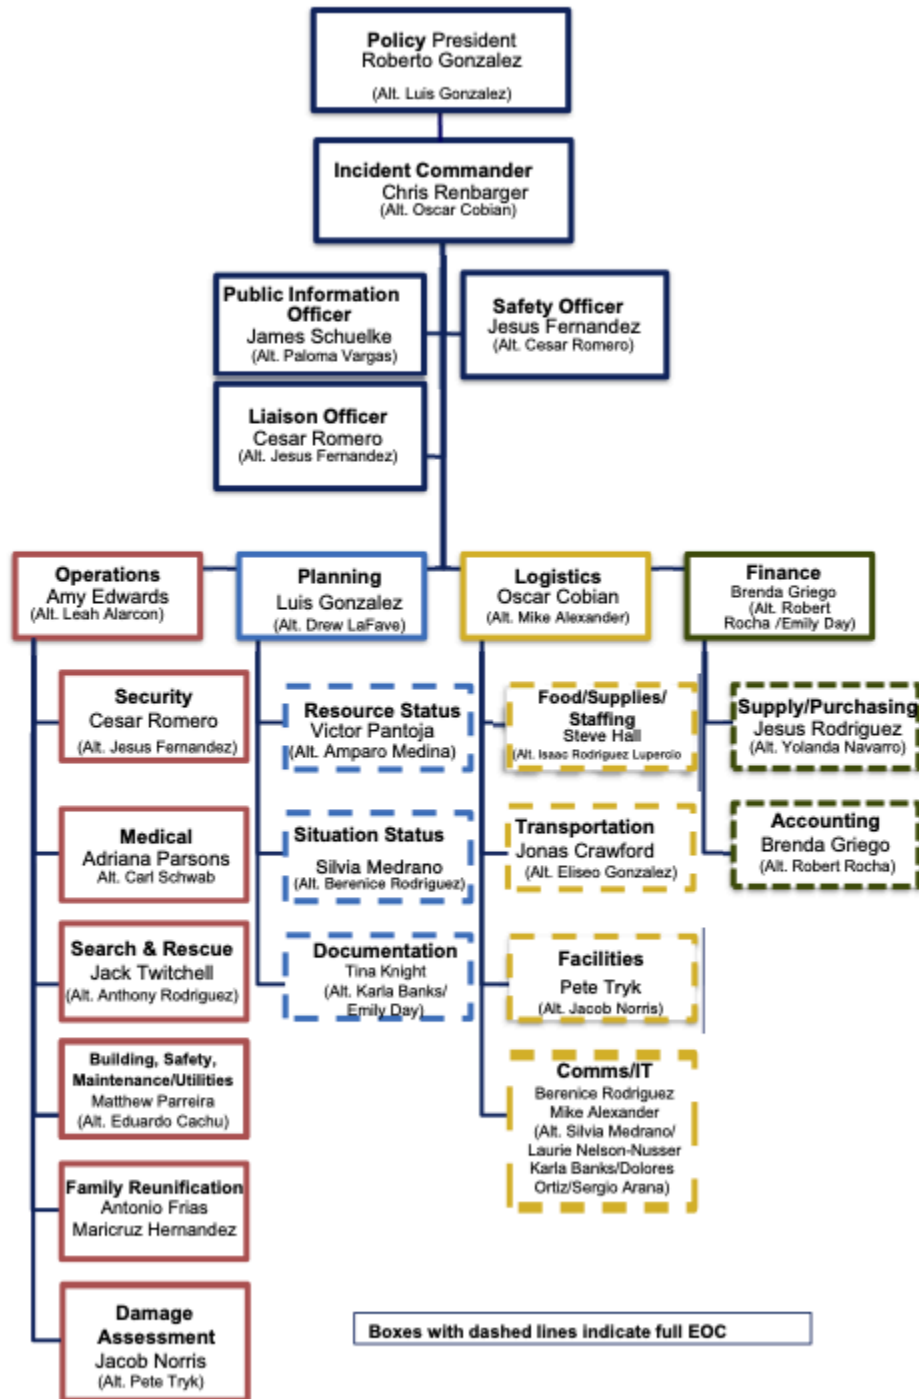 Policy President
Roberto Gonzalez
(Alt. Luis Gonzalez)
Incident Commander
Chris Renbarger
(Alt. Oscar Cobian)
Public Information
Officer
James Schuelke
(Alt. Paloma Vargas)
Safety Officer
Jesus Fernandez
(Alt. Cesar Romero)
Liaison Officer
Cesar Romero
(Alt. Jesus Fernandez)
Operations
Amy Edwards
(Alt. Leah Alarcon)
Planning
Luis Gonzalez
(Alt. Drew LaFave)
Logistics
Oscar Cobian
(Alt. Mike Alexander)
Finance
Brenda Griego
(Alt. Robert
Rocha /Emily Day)
Security
Cesar Romero
(Alt. Jesus Fernandez)
Medical
Adriana Parsons
Alt. Carl Schwab
Search & Rescue
Jack Twitchell
(Alt. Anthony Rodriguez)
Building, Safety,
Maintenance/Utilities
Matthew Parreira
(Alt. Eduardo Cachu)
Family Reunification
Antonio Frias
Maricruz Hernandez
Damage
Assessment
Jacob Norris
(Alt. Pete Tryk)
Resource Status
Victor Pantoja
(Alt. Amparo Medina)
Situation Status
Silvia Medrano
(Alt. Berenice Rodriguez)
Documentation
Tina Knight
(Alt. Karla Banks/
Emily Day)
Food/Supplies/
Staffing
Steve Hall
(Alt. Isaac Rodriguez Lupercio
Transportation
Jonas Crawford
(Alt. Eliseo Gonzalez)
Facilities
Pete Tryk
(Alt. Jacob Norris)
Comms/IT
Berenice Rodriguez
Mike Alexander
(Alt. Silvia Medrano/
Laurie Nelson-Nusser
Karla Banks/Dolores
Ortiz/Sergio Arana)
Supply/Purchasing
Jesus Rodriguez
(Alt. Yolanda Navarro)
Accounting
Brenda Griego
(Alt. Robert Rocha)
Boxes with dashed lines indicate full EOC